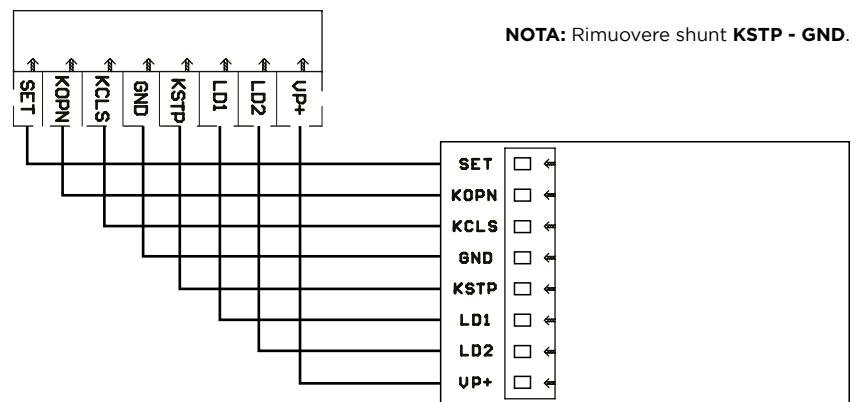 NOTA: Rimuovere shunt KSTP - GND.
SET
KOPN
KCLS
GND
KSTP
LD1
LD2
VP+
SET
KOPN
KCLS
GND
KSTP
LD1
LD2
VP+